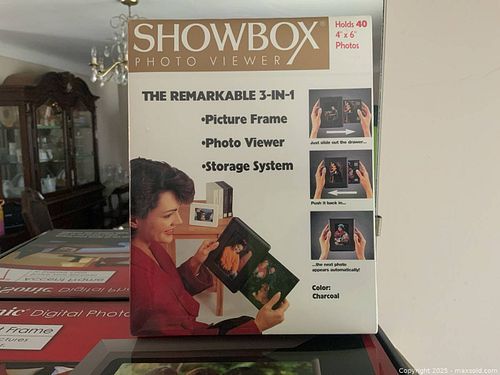 SHOWBOX
PHOTO VIEWER
Holds 40
4" x 6"
Photos
THE REMARKABLE 3-IN-1
•Picture Frame
•Photo Viewer
•Storage System
Just slide out the drawer...
Push it back in...
...the next photo
appears automatically!
Color:
Charcoal
Digital Photo
Frame
Copyright © 2025 - maxsold.com